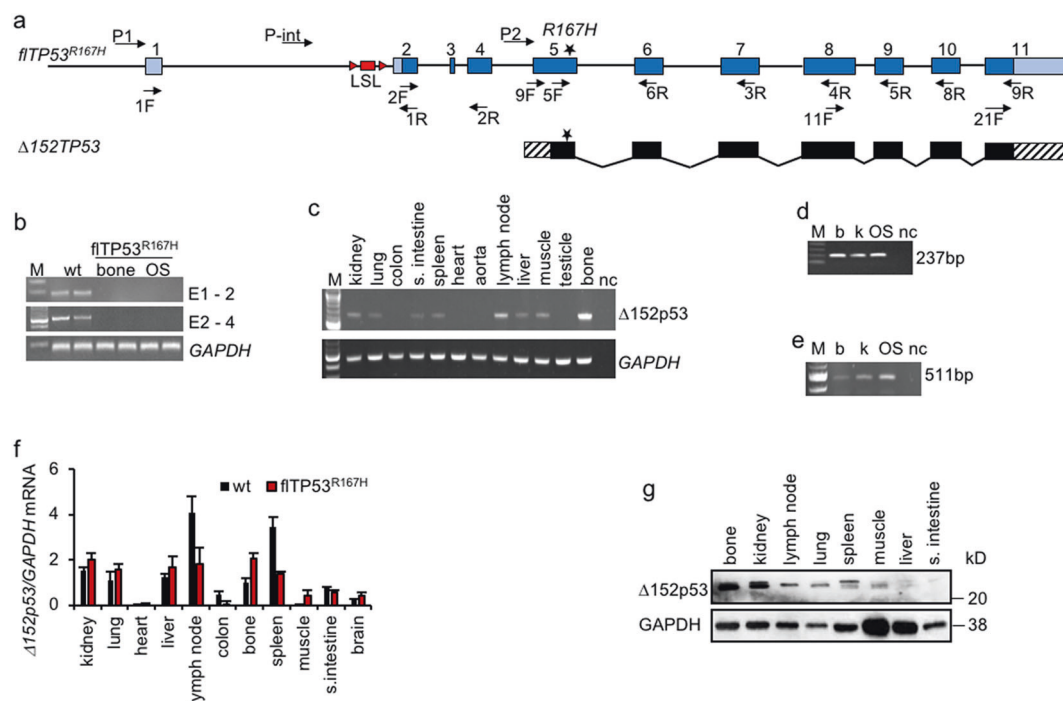 a
P1
P-int
P2
R167H
flTP53R167H
1 2 3 4 5 6 7 8 9 10 11
LSL
1F
2F
1R
2R
9F
5F
6R
3R
4R
11F
5R
8R
9R
21F
Δ152TP53
b
flTP53R167H
M wt bone OS
E1 - 2
E2 - 4
GAPDH
c
M kidney lung colon s. intestine spleen heart aorta lymph node liver muscle testicle bone nc
Δ152p53
GAPDH
d
M b k OS nc
237bp
e
M b k OS nc
511bp
f
Δ152p53/GAPDH mRNA
6
4
2
0
wt flTP53R167H
kidney lung heart liver ymph node colon bone spleen muscle s.intestine brain
g
bone kidney lymph node lung spleen muscle liver s. intestine
kD
Δ152p53
20
GAPDH
38